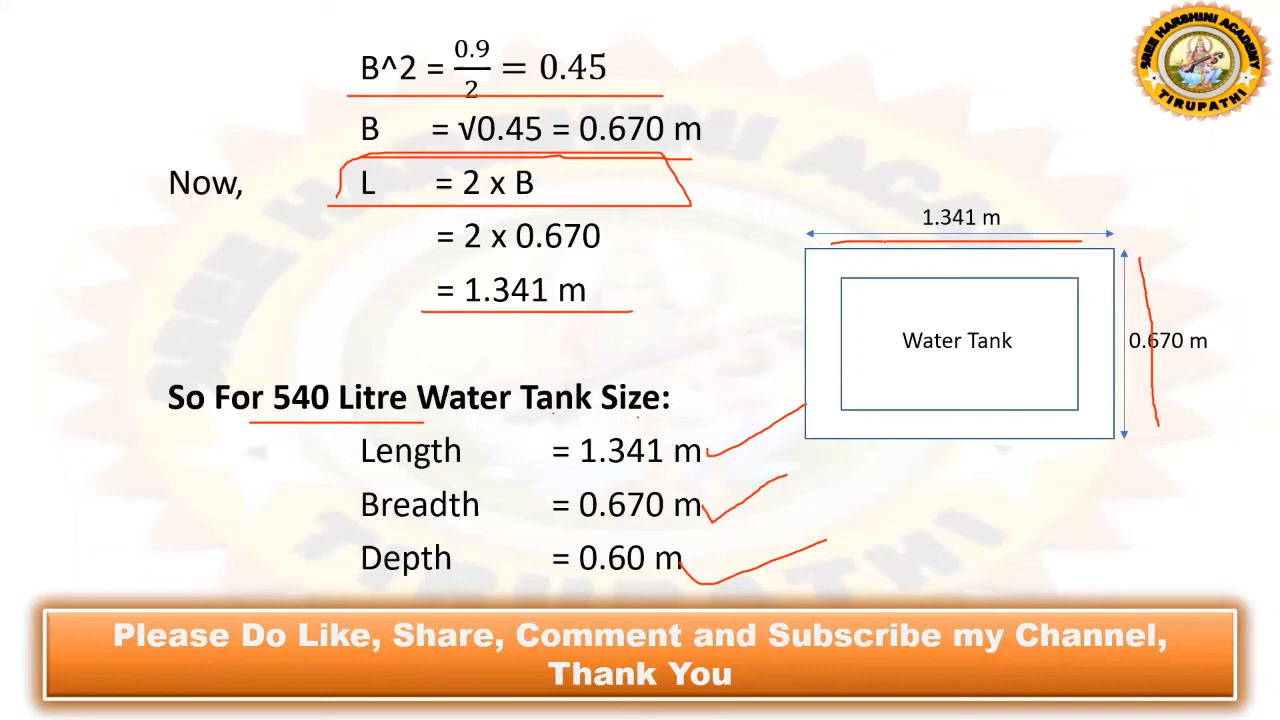 B^2 = 0.9/2 = 0.45
B = √0.45 = 0.670 m
Now, L = 2 x B
= 2 x 0.670
= 1.341 m
So For 540 Litre Water Tank Size:
Length = 1.341 m
Breadth = 0.670 m
Depth = 0.60 m
1.341 m
Water Tank
0.670 m
SREE HARSHINI ACADEMY
TIRUPATHI
Please Do Like, Share, Comment and Subscribe my Channel,
Thank You